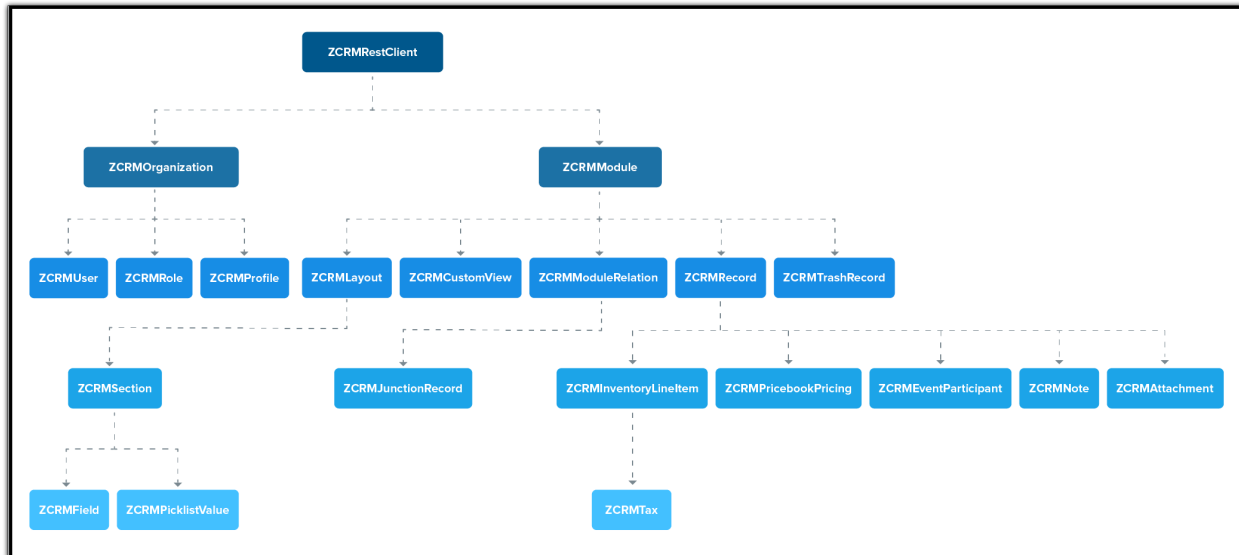 ZCRMRestClient
ZCRMOrganization
ZCRMModule
ZCRMUser
ZCRMRole
ZCRMProfile
ZCRMLayout
ZCRMCustomView
ZCRMModuleRelation
ZCRMRecord
ZCRMTrashRecord
ZCRMSection
ZCRMJunctionRecord
ZCRMInventoryLineItem
ZCRMPricebookPricing
ZCRMEventParticipant
ZCRMNote
ZCRMAttachment
ZCRMField
ZCRMPicklistValue
ZCRMTax